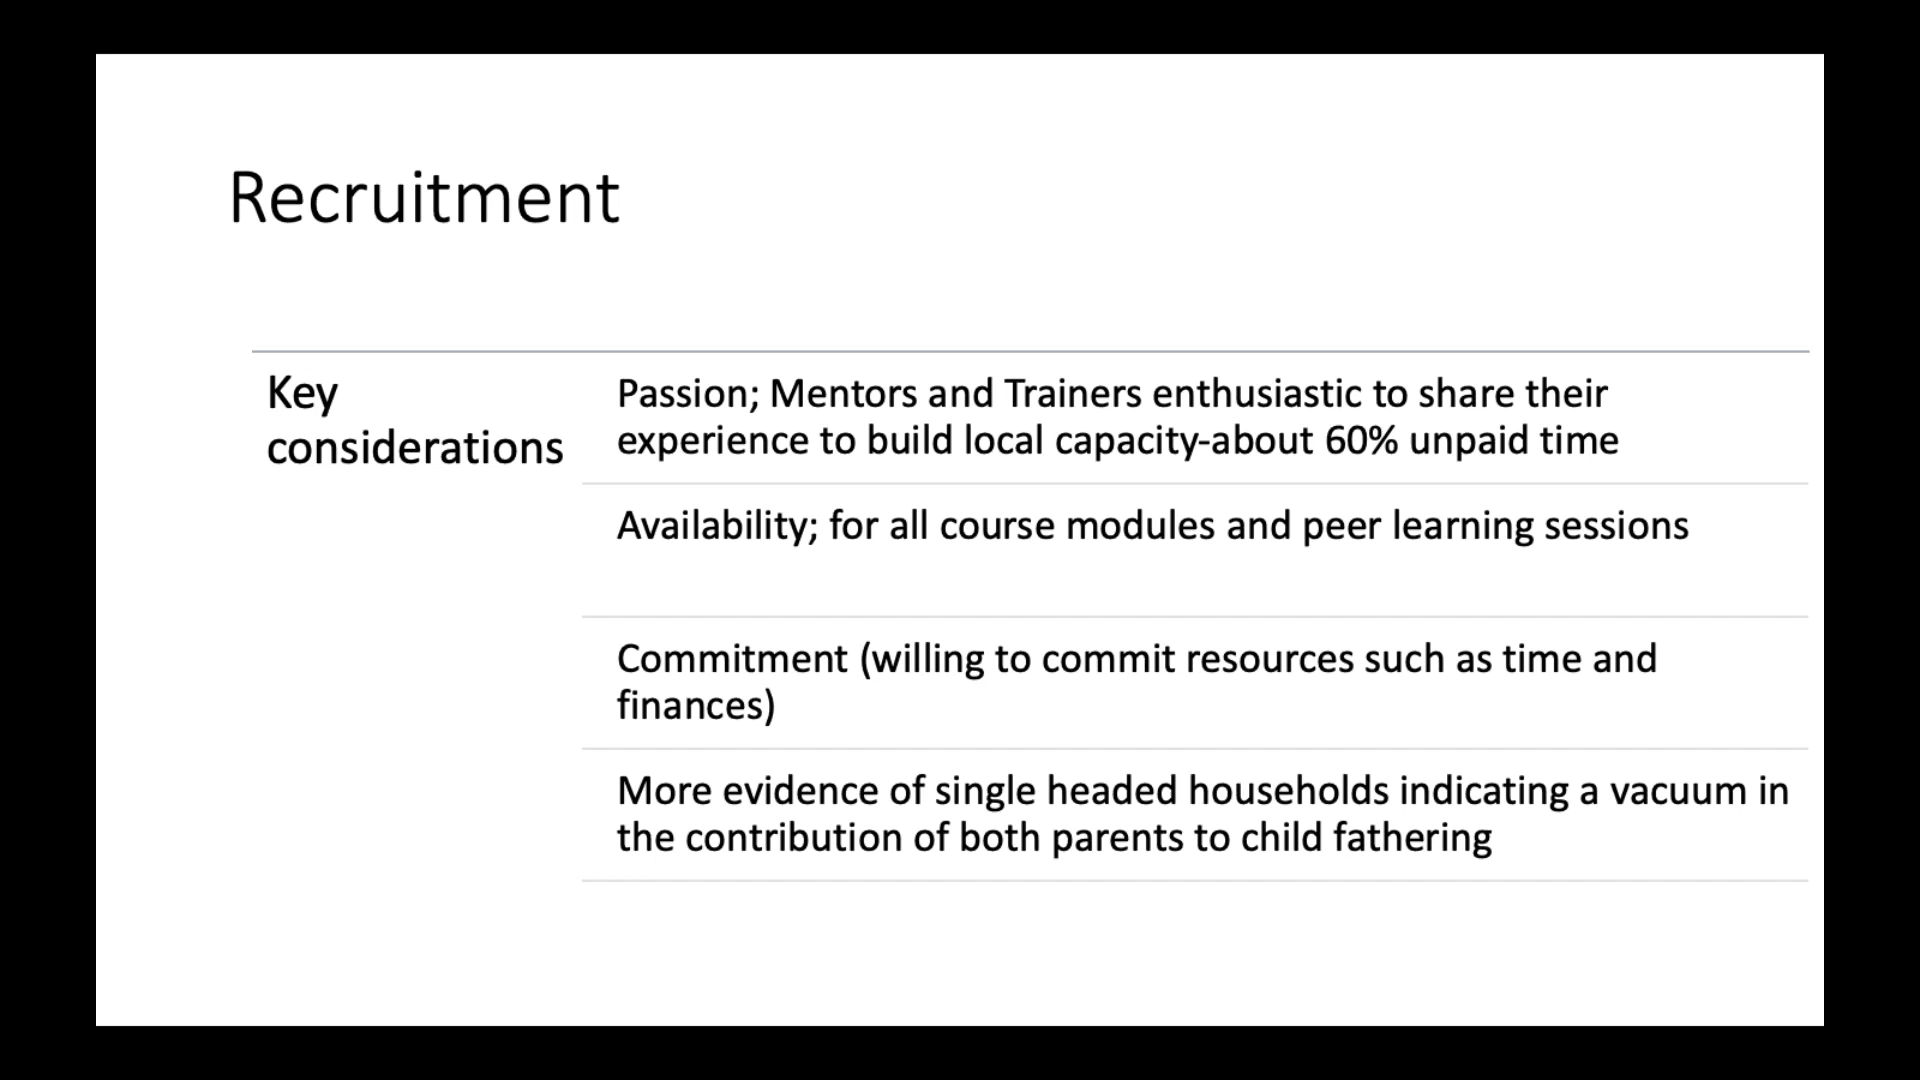 Recruitment
Key
considerations
Passion; Mentors and Trainers enthusiastic to share their
experience to build local capacity-about 60% unpaid time
Availability; for all course modules and peer learning sessions
Commitment (willing to commit resources such as time and
finances)
More evidence of single headed households indicating a vacuum in
the contribution of both parents to child fathering